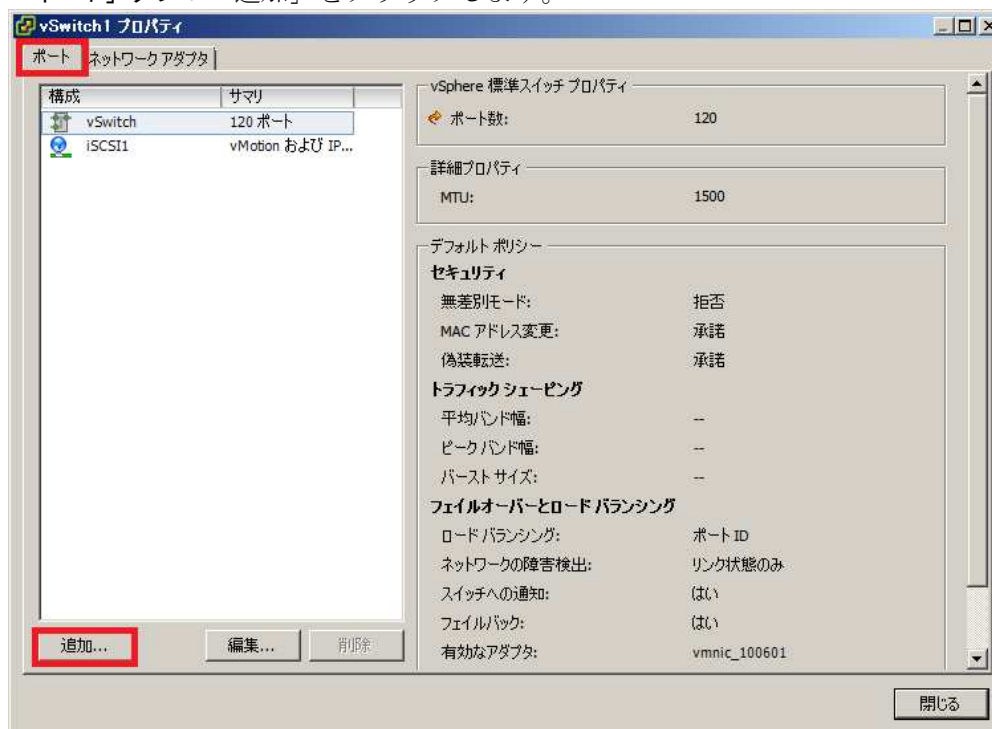 追加」をクリックします。
vSwitch1 プロパティ
ポート ネットワーク アダプタ
構成 サマリ
vSwitch 120 ポート
iSCSI1 vMotion および IP...
追加... 編集... 削除
vSphere 標準スイッチ プロパティ
ポート数: 120
詳細プロパティ
MTU: 1500
デフォルト ポリシー
セキュリティ
無差別モード: 拒否
MAC アドレス変更: 承諾
偽装転送: 承諾
トラフィック シェーピング
平均バンド幅: --
ピーク バンド幅: --
バースト サイズ: --
フェイルオーバーとロード バランシング
ロード バランシング: ポート ID
ネットワークの障害検出: リンク状態のみ
スイッチへの通知: はい
フェイルバック: はい
有効なアダプタ: vmnic_100601
閉じる